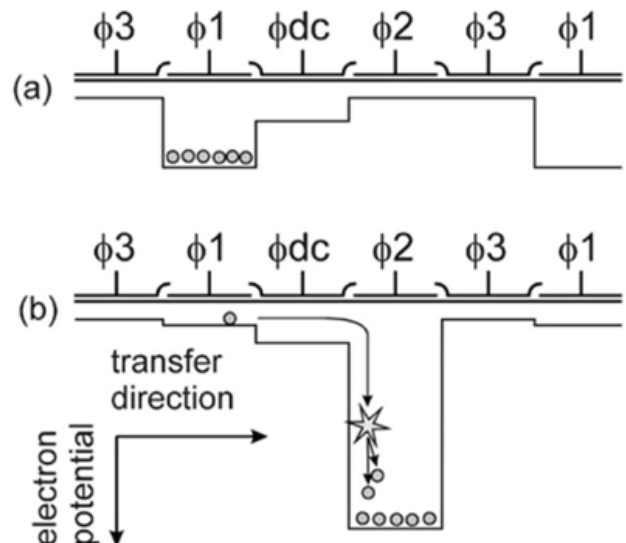 ϕ3 ϕ1 ϕdc ϕ2 ϕ3 ϕ1
(a)
ϕ3 ϕ1 ϕdc ϕ2 ϕ3 ϕ1
(b)
transfer
direction
electron
potential